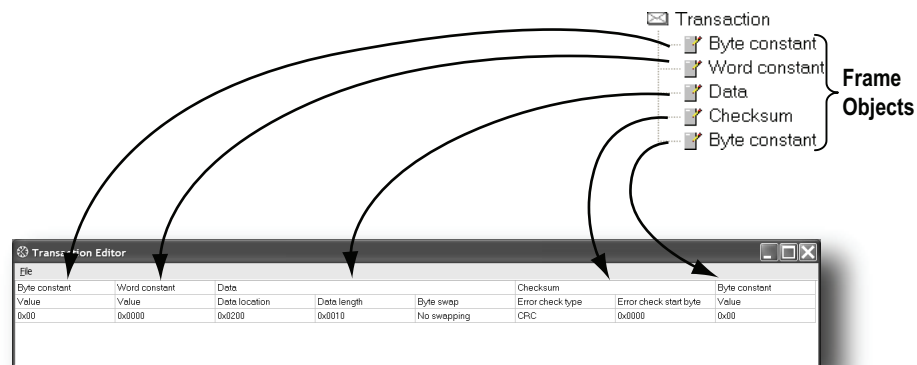 Transaction
Byte constant
Word constant
Data
Checksum
Byte constant
Frame
Objects
Transaction Editor
File
Byte constant Word constant Data Checksum Byte constant
Value Value Data location Data length Byte swap Error check type Error check start byte Value
0x00 0x0000 0x0200 0x0010 No swapping CRC 0x0000 0x00